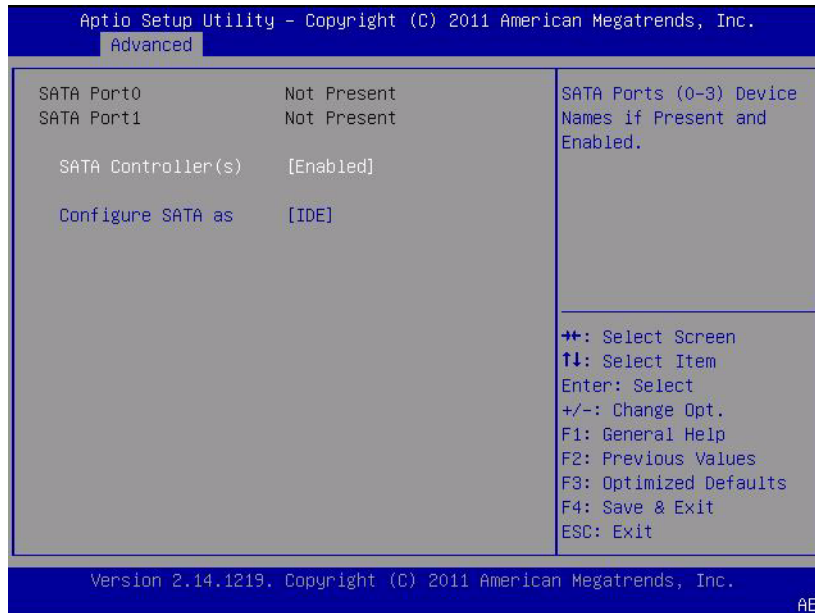 Aptio Setup Utility – Copyright (C) 2011 American Megatrends, Inc.
Advanced
SATA Port0 Not Present
SATA Port1 Not Present
SATA Controller(s) [Enabled]
Configure SATA as [IDE]
SATA Ports (0-3) Device
Names if Present and
Enabled.
→←: Select Screen
↑↓: Select Item
Enter: Select
+/-: Change Opt.
F1: General Help
F2: Previous Values
F3: Optimized Defaults
F4: Save & Exit
ESC: Exit
Version 2.14.1219. Copyright (C) 2011 American Megatrends, Inc.
AB